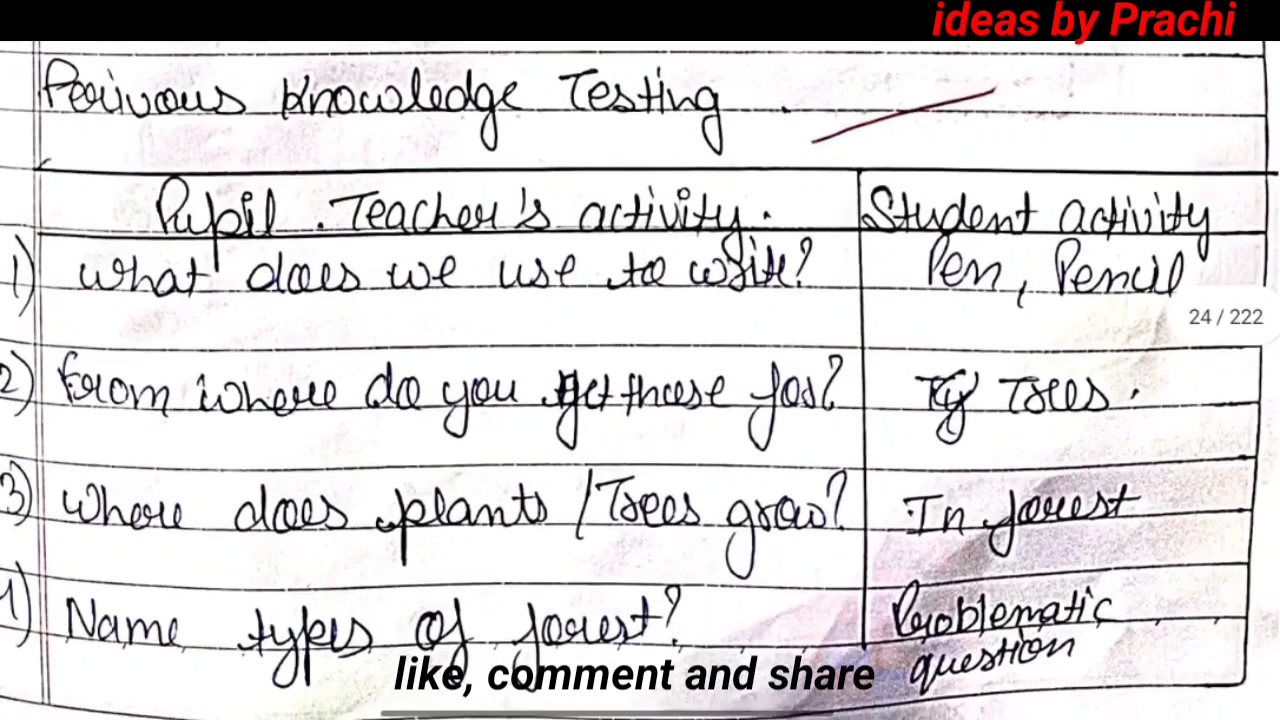 ideas by Prachi
Perivous Knowledge Testing
Pupil . Teacher's activity. Student activity
1) what does we use to write? Pen, Pencil
24 / 222
2) From where do you get these for? Trees.
3) Where does plants / Trees grow? In forest
4) Name types of forest? Problematic
question
like, comment and share